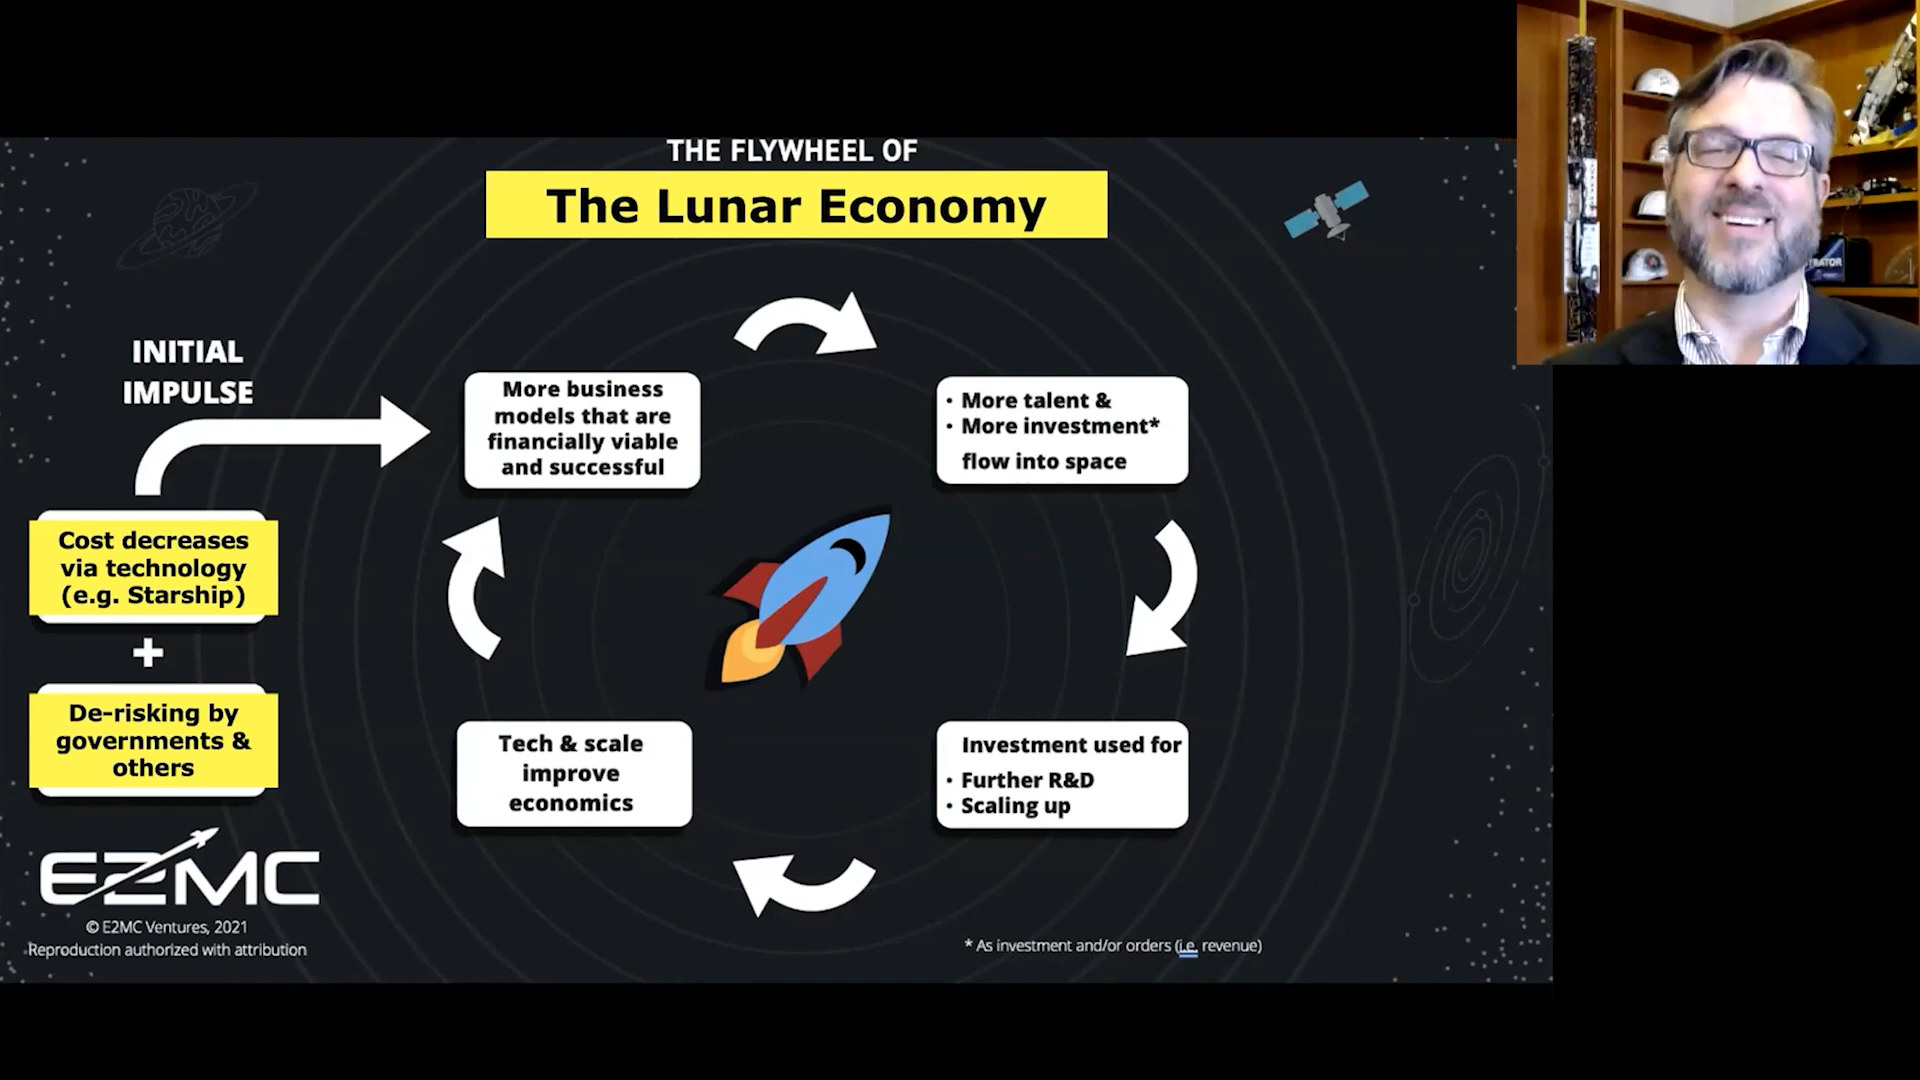 THE FLYWHEEL OF
The Lunar Economy
INITIAL
IMPULSE
Cost decreases
via technology
(e.g. Starship)
+
De-risking by
governments &
others
More business
models that are
financially viable
and successful
• More talent &
• More investment*
flow into space
Investment used for
• Further R&D
• Scaling up
Tech & scale
improve
economics
E2MC
© E2MC Ventures, 2021
Reproduction authorized with attribution
* As investment and/or orders (i.e. revenue)
RATOR